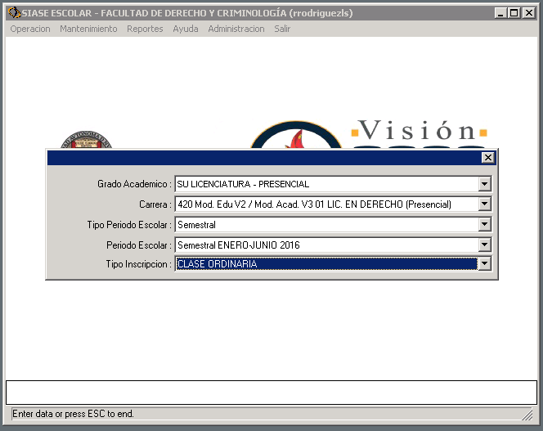 SIASE ESCOLAR - FACULTAD DE DERECHO Y CRIMINOLOGÍA (rrodriguezls)
Operacion Mantenimiento Reportes Ayuda Administracion Salir
Visión
Grado Academico : SU LICENCIATURA - PRESENCIAL
Carrera : 420 Mod. Edu V2 / Mod. Acad. V3 01 LIC. EN DERECHO (Presencial)
Tipo Periodo Escolar : Semestral
Periodo Escolar : Semestral ENERO-JUNIO 2016
Tipo Inscripcion : CLASE ORDINARIA
Enter data or press ESC to end.